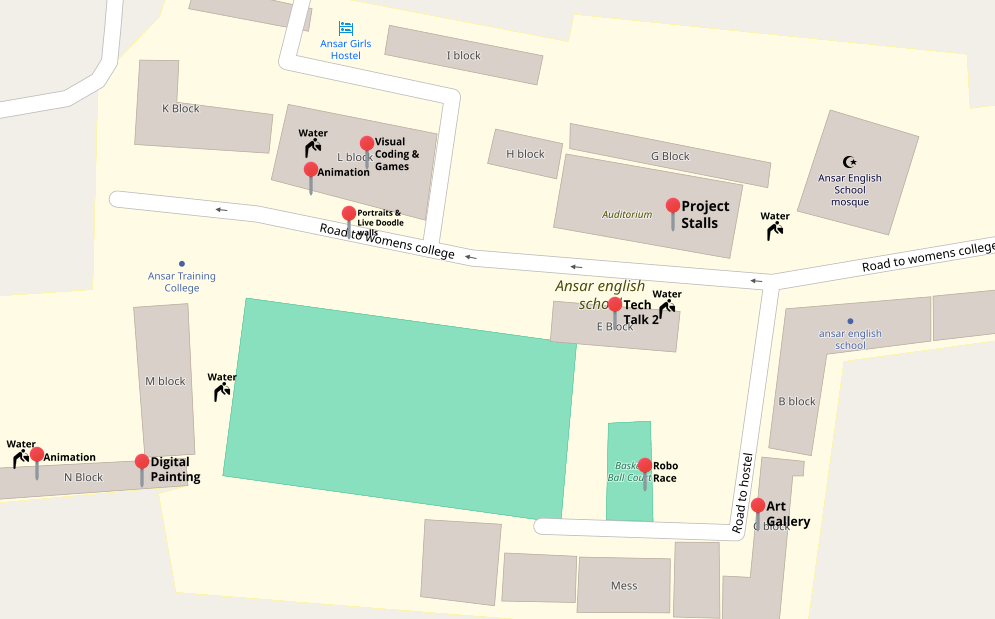 Ansar Girls
Hostel
I block
K Block
Water
L block
Visual
Coding &
Games
Animation
H block
G Block
Ansar English
School
mosque
Auditorium
Project
Stalls
Water
Portraits &
Live Doodle
walls
Road to womens college
Road to womens college
Ansar Training
College
Ansar english
school
Water
Tech
Talk 2
E Block
ansar english
school
M block
Water
B block
Water
Animation
N Block
Digital
Painting
Basket
Ball Court
Robo
Race
Road to hostel
Art
Gallery
block
Mess